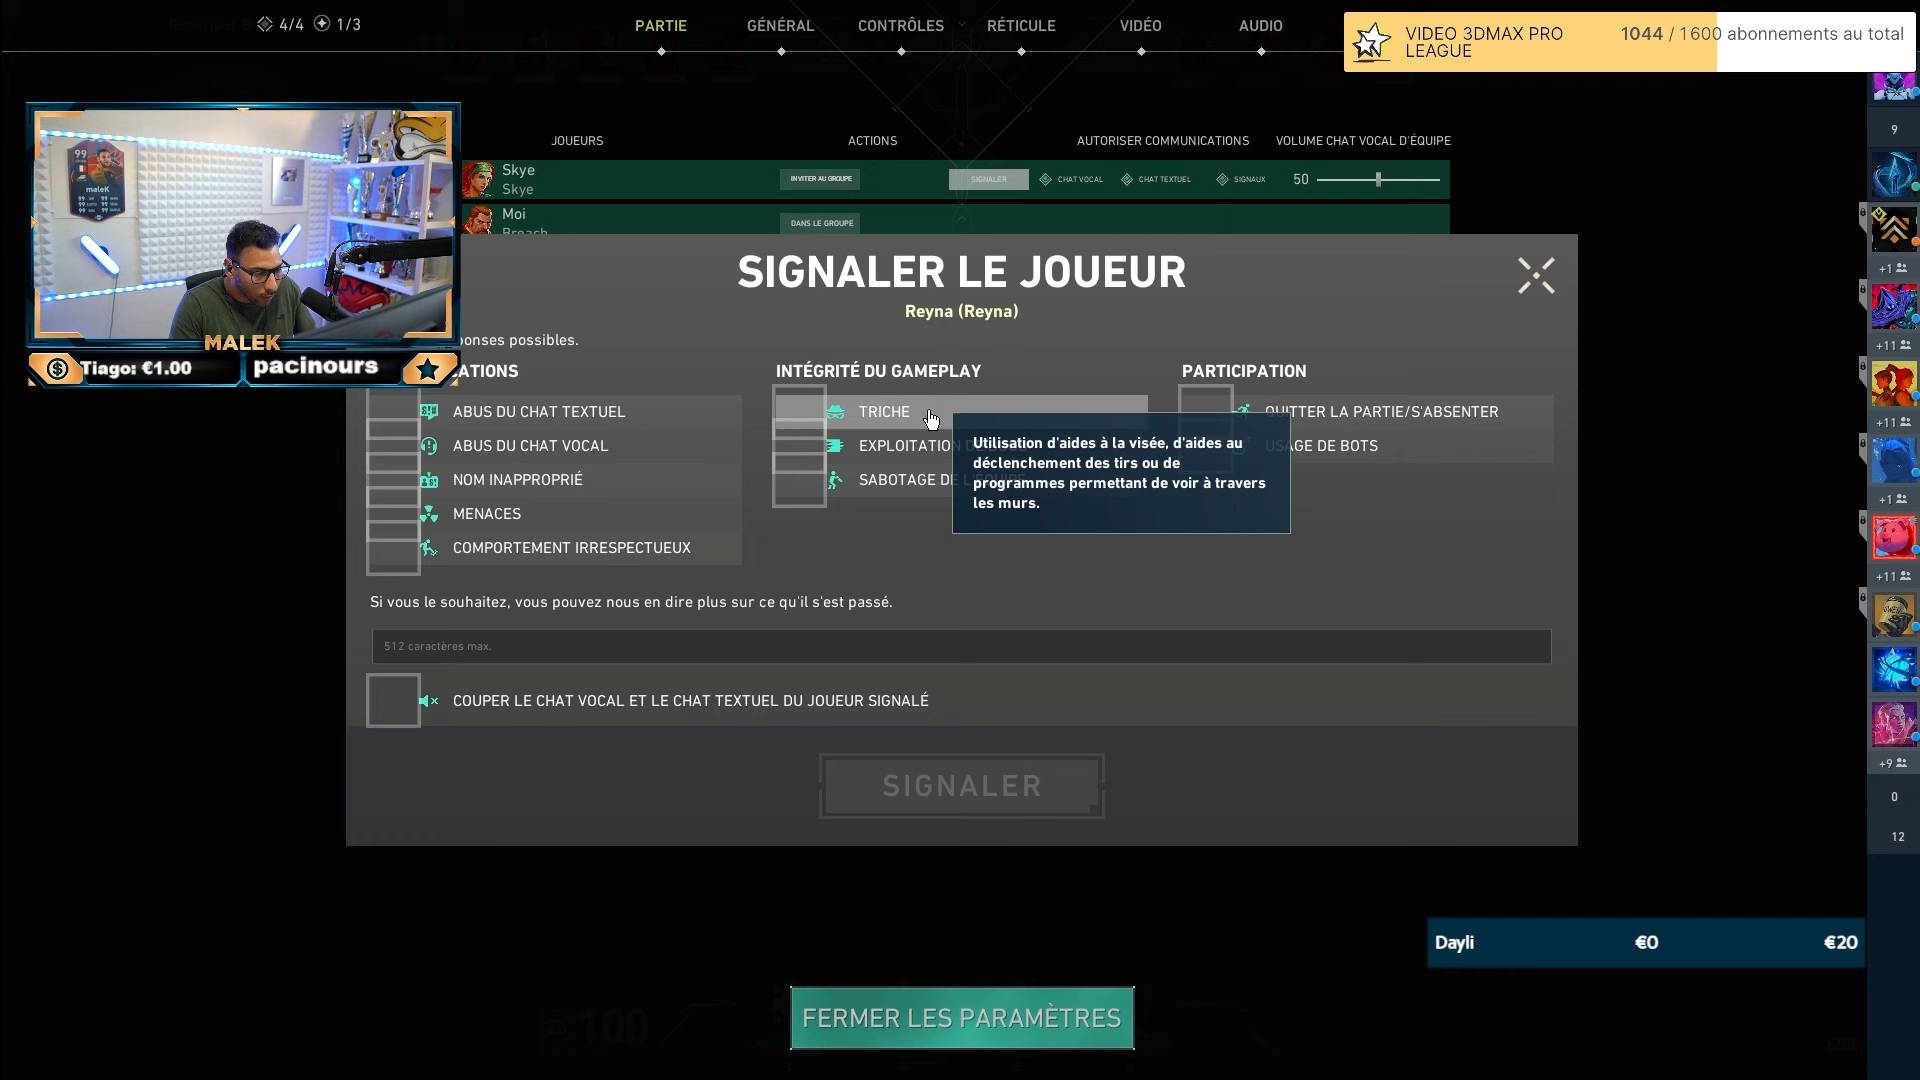 4/4 1/3
PARTIE GÉNÉRAL CONTRÔLES RÉTICULE VIDÉO AUDIO
VIDEO 3DMAX PRO LEAGUE
1044 / 1600 abonnements au total
JOUEURS ACTIONS AUTORISER COMMUNICATIONS VOLUME CHAT VOCAL D'ÉQUIPE
Skye
Skye
INVITER AU GROUPE SIGNALER CHAT VOCAL CHAT TEXTUEL SIGNAUX 50
Moi
Breach
DANS LE GROUPE
99
maleK
MALEK
Tiago: €1.00 pacinours
SIGNALER LE JOUEUR
Reyna (Reyna)
onses possibles.
ATIONS
ABUS DU CHAT TEXTUEL
ABUS DU CHAT VOCAL
NOM INAPPROPRIÉ
MENACES
COMPORTEMENT IRRESPECTUEUX
INTÉGRITÉ DU GAMEPLAY
TRICHE
EXPLOITATION DE BUGS
SABOTAGE DE L'ÉQUIPE
Utilisation d'aides à la visée, d'aides au
déclenchement des tirs ou de
programmes permettant de voir à travers
les murs.
PARTICIPATION
QUITTER LA PARTIE/S'ABSENTER
USAGE DE BOTS
Si vous le souhaitez, vous pouvez nous en dire plus sur ce qu'il s'est passé.
512 caractères max.
COUPER LE CHAT VOCAL ET LE CHAT TEXTUEL DU JOUEUR SIGNALÉ
SIGNALER
Dayli €0 €20
FERMER LES PARAMÈTRES
100
9
+1
+11
+11
+1
+11
+9
0
12